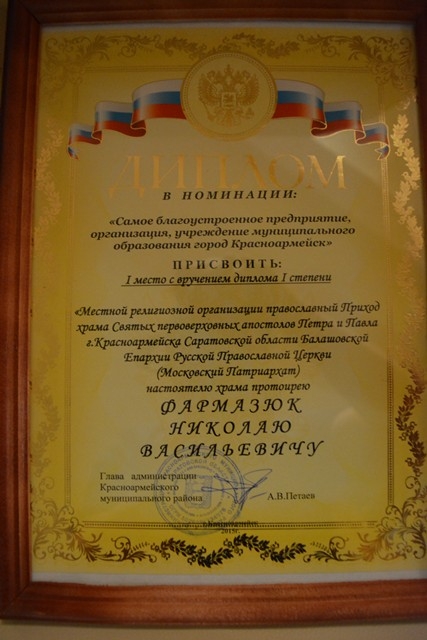 ДИПЛОМ
В НОМИНАЦИИ:
«Самое благоустроенное предприятие,
организация, учреждение муниципального
образования город Красноармейск»
ПРИСВОИТЬ:
I место с вручением диплома I степени
«Местной религиозной организации православный Приход
храма Святых первоверховных апостолов Петра и Павла
г.Красноармейска Саратовской области Балашовской
Епархии Русской Православной Церкви
(Московский Патриархат)
настоятелю храма протоирею
ФАРМАЗЮК
НИКОЛАЮ
ВАСИЛЬЕВИЧУ
Глава администрации
Красноармейского
муниципального района А.В.Петаев